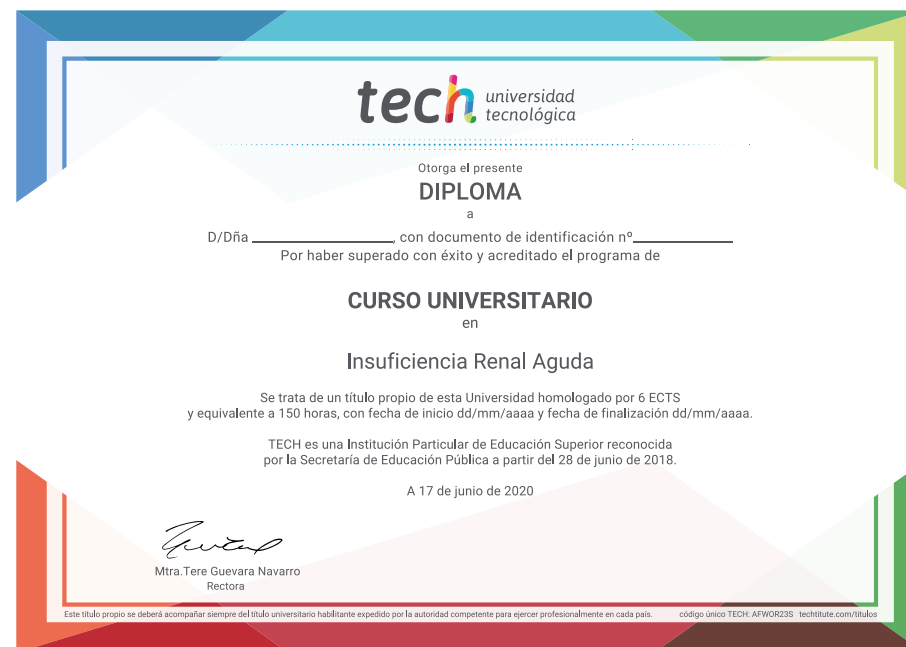 tech universidad
tecnológica
Otorga el presente
DIPLOMA
a
D/Dña ____________________, con documento de identificación nº______________
Por haber superado con éxito y acreditado el programa de
CURSO UNIVERSITARIO
en
Insuficiencia Renal Aguda
Se trata de un título propio de esta Universidad homologado por 6 ECTS
y equivalente a 150 horas, con fecha de inicio dd/mm/aaaa y fecha de finalización dd/mm/aaaa.
TECH es una Institución Particular de Educación Superior reconocida
por la Secretaría de Educación Pública a partir del 28 de junio de 2018.
A 17 de junio de 2020
Mtra.Tere Guevara Navarro
Rectora
Este título propio se deberá acompañar siempre del título universitario habilitante expedido por la autoridad competente para ejercer profesionalmente en cada país. código único TECH: AFWOR23S techtitute.com/titulos